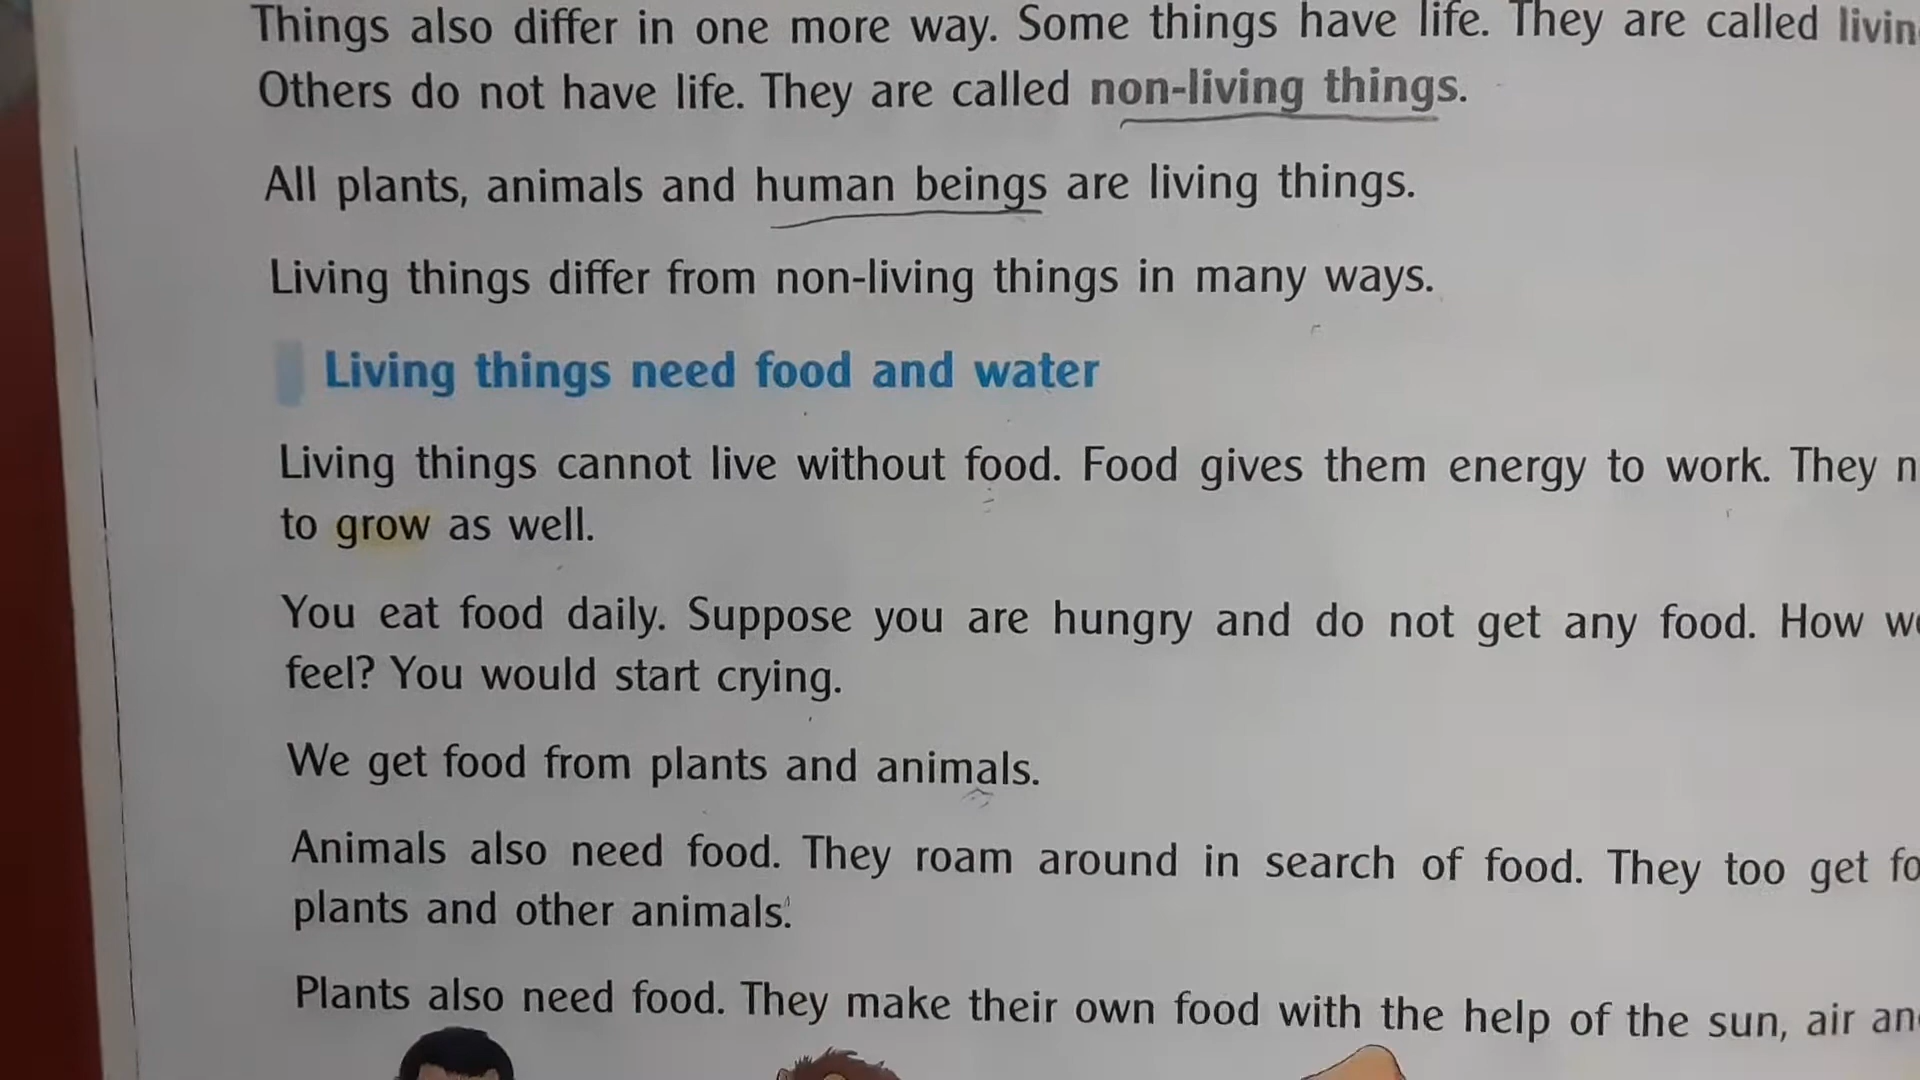 Things also differ in one more way. Some things have life. They are called
Others do not have life. They are called non-living things.
All plants, animals and human beings are living things.
Living things differ from non-living things in many ways.
Living things need food and water
Living things cannot live without food. Food gives them energy to work. They
to grow as well.
You eat food daily. Suppose you are hungry and do not get any food. How
feel? You would start crying.
We get food from plants and animals.
Animals also need food. They roam around in search of food. They too get
plants and other animals.
Plants also need food. They make their own food with the help of the sun, air